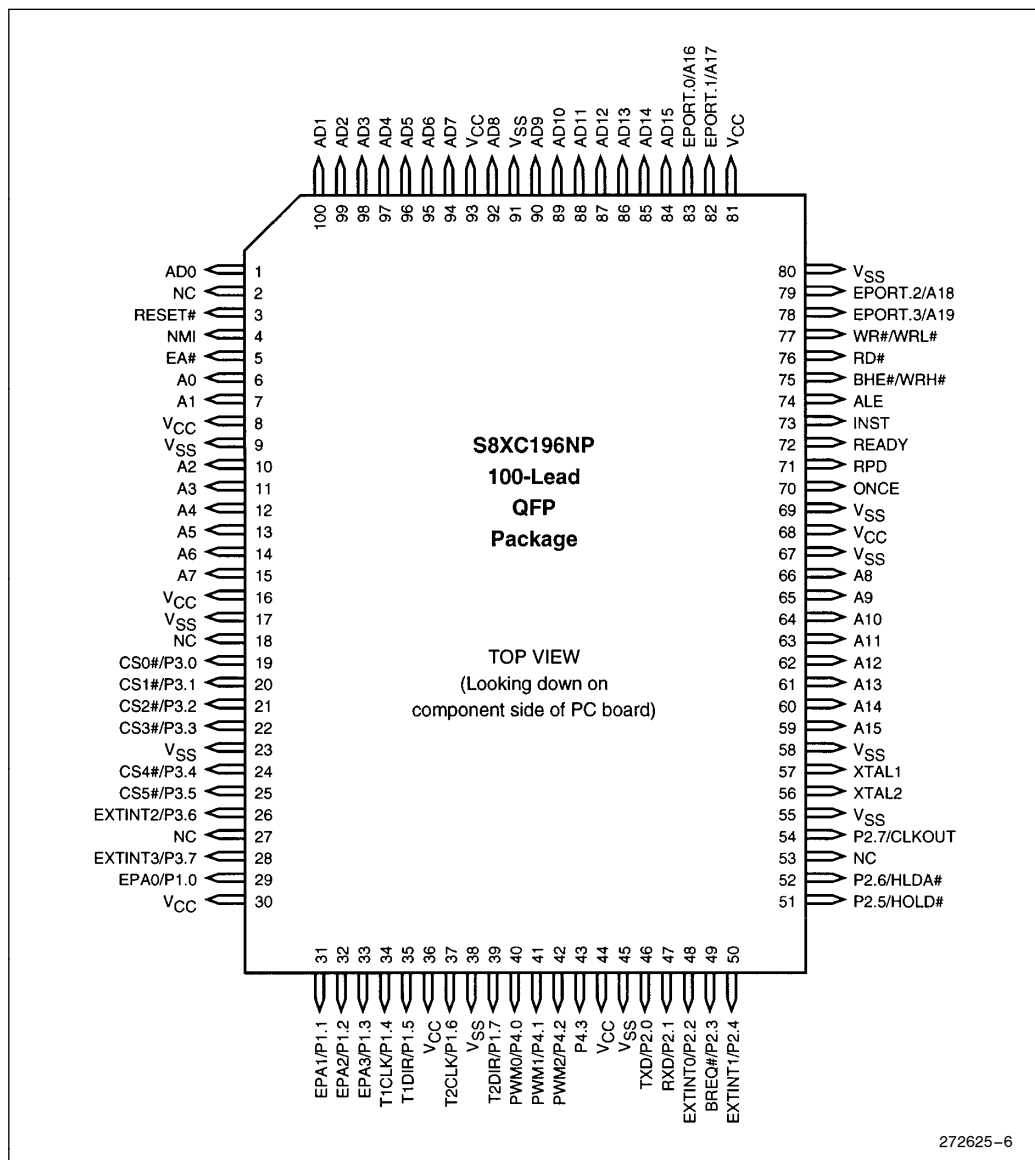 AD1
AD2
AD3
AD4
AD5
AD6
AD7
VCC
AD8
VSS
AD9
AD10
AD11
AD12
AD13
AD14
AD15
EPORT.0/A16
EPORT.1/A17
VCC
100
99
98
97
96
95
94
93
92
91
90
89
88
87
86
85
84
83
82
81
AD0 1
NC 2
RESET# 3
NMI 4
EA# 5
A0 6
A1 7
VCC 8
VSS 9
A2 10
A3 11
A4 12
A5 13
A6 14
A7 15
VCC 16
VSS 17
NC 18
CS0#/P3.0 19
CS1#/P3.1 20
CS2#/P3.2 21
CS3#/P3.3 22
VSS 23
CS4#/P3.4 24
CS5#/P3.5 25
EXTINT2/P3.6 26
NC 27
EXTINT3/P3.7 28
EPA0/P1.0 29
VCC 30
S8XC196NP
100-Lead
QFP
Package
TOP VIEW
(Looking down on
component side of PC board)
80 VSS
79 EPORT.2/A18
78 EPORT.3/A19
77 WR#/WRL#
76 RD#
75 BHE#/WRH#
74 ALE
73 INST
72 READY
71 RPD
70 ONCE
69 VSS
68 VCC
67 VSS
66 A8
65 A9
64 A10
63 A11
62 A12
61 A13
60 A14
59 A15
58 VSS
57 XTAL1
56 XTAL2
55 VSS
54 P2.7/CLKOUT
53 NC
52 P2.6/HLDA#
51 P2.5/HOLD#
31
32
33
34
35
36
37
38
39
40
41
42
43
44
45
46
47
48
49
50
EPA1/P1.1
EPA2/P1.2
EPA3/P1.3
T1CLK/P1.4
T1DIR/P1.5
VCC
T2CLK/P1.6
VSS
T2DIR/P1.7
PWM0/P4.0
PWM1/P4.1
PWM2/P4.2
P4.3
VCC
VSS
TXD/P2.0
RXD/P2.1
EXTINT0/P2.2
BREQ#/P2.3
EXTINT1/P2.4
272625–6